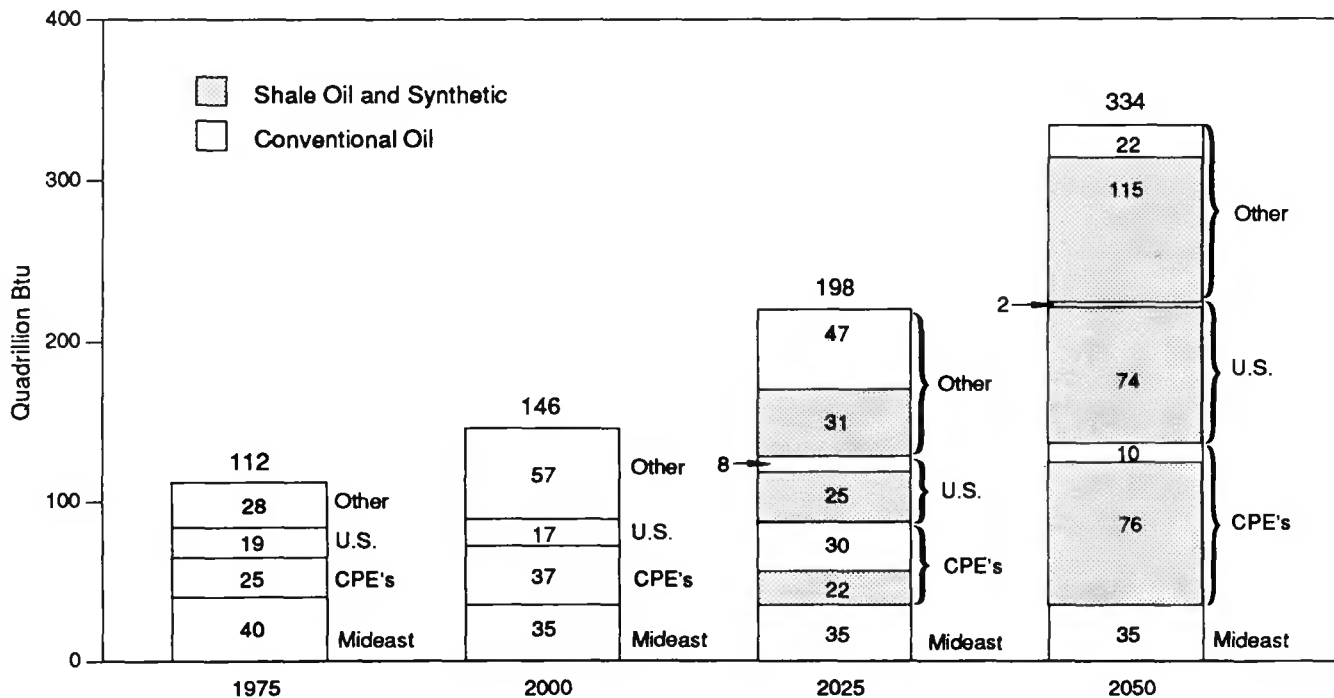 400
300
200
100
0
Quadrillion Btu
Shale Oil and Synthetic
Conventional Oil
112
28 Other
19 U.S.
25 CPE's
40 Mideast
1975
146
57 Other
17 U.S.
37 CPE's
35 Mideast
2000
198
47
31
Other
8
25
U.S.
30
22
CPE's
35 Mideast
2025
334
22
115
Other
2
74
U.S.
10
76
CPE's
35 Mideast
2050